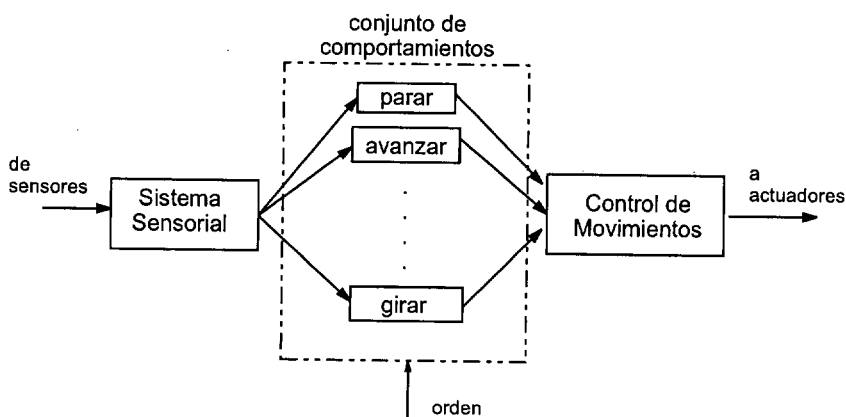 conjunto de
comportamientos
parar
avanzar
de
sensores
Sistema
Sensorial
Control de
Movimientos
a
actuadores
girar
orden